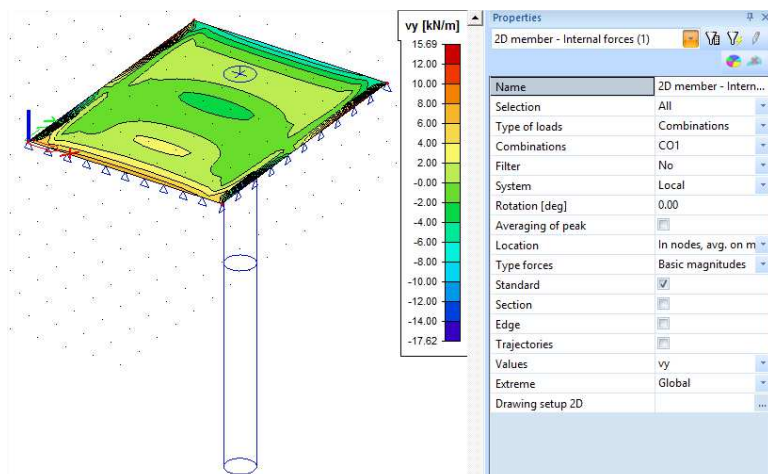 vy [kN/m]
15.69
12.00
10.00
8.00
6.00
4.00
2.00
-0.00
-2.00
-4.00
-6.00
-8.00
-10.00
-12.00
-14.00
-17.62
Properties
2D member - Internal forces (1)
Name 2D member - Intern...
Selection All
Type of loads Combinations
Combinations CO1
Filter No
System Local
Rotation [deg] 0.00
Averaging of peak
Location In nodes, avg. on m
Type forces Basic magnitudes
Standard
Section
Edge
Trajectories
Values vy
Extreme Global
Drawing setup 2D ...